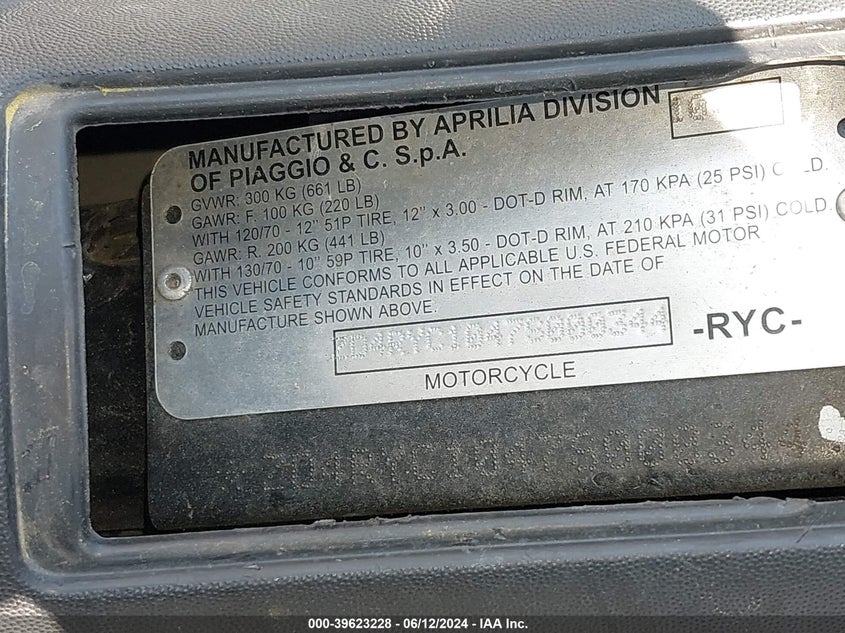 MANUFACTURED BY APRILIA DIVISION
OF PIAGGIO & C. S.p.A.
GVWR: 300 KG (661 LB)
GAWR: F. 100 KG (220 LB)
WITH 120/70 - 12" 51P TIRE, 12" x 3.00 - DOT-D RIM, AT 170 KPA (25 PSI)
GAWR: R. 200 KG (441 LB)
WITH 130/70 - 10" 59P TIRE, 10" x 3.50 - DOT-D RIM, AT 210 KPA (31 PSI) COLD.
THIS VEHICLE CONFORMS TO ALL APPLICABLE U.S. FEDERAL MOTOR
VEHICLE SAFETY STANDARDS IN EFFECT ON THE DATE OF
MANUFACTURE SHOWN ABOVE.
ZD4RYC1047S000344
-RYC-
MOTORCYCLE
000-39623228 - 06/12/2024 - IAA Inc.